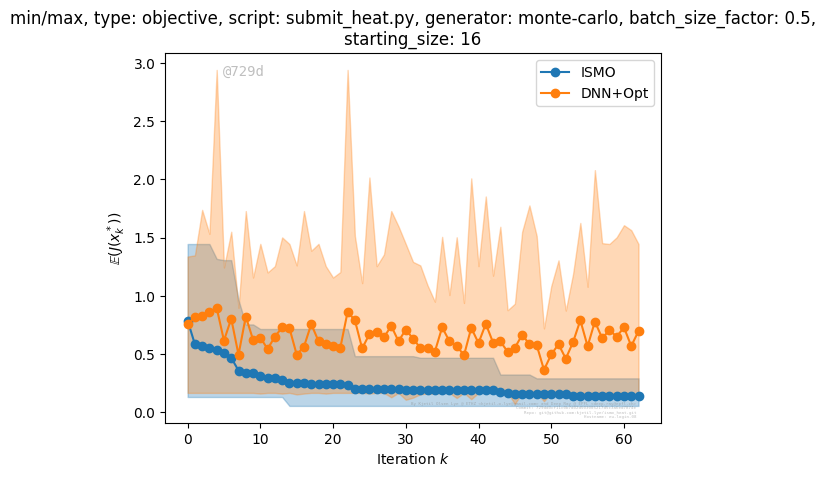 min/max, type: objective, script: submit_heat.py, generator: monte-carlo, batch_size_factor: 0.5,
starting_size: 16
3.0
@729d
ISMO
DNN+Opt
2.5
2.0
1.5
1.0
0.5
0.0
𝔼(J(x*ₖ))
0 10 20 30 40 50 60
Iteration k